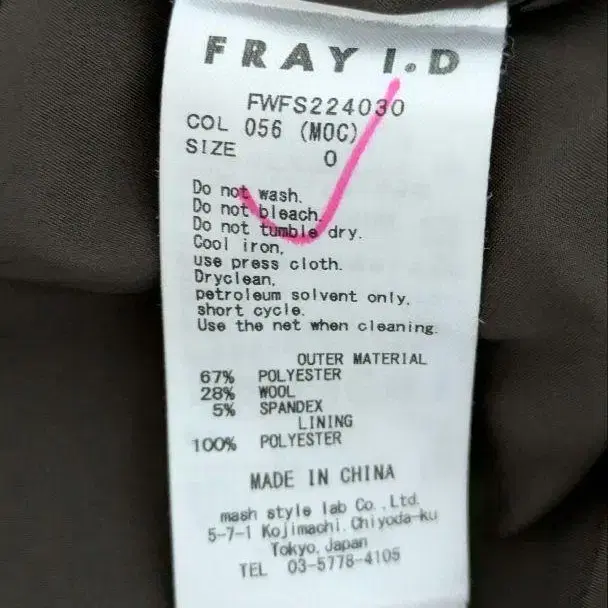 FRAY I.D
FWFS224030
COL 056 (MOC)
SIZE 0
Do not wash.
Do not bleach.
Do not tumble dry.
Cool iron,
use press cloth.
Dryclean,
petroleum solvent only,
short cycle.
Use the net when cleaning.
OUTER MATERIAL
67% POLYESTER
28% WOOL
5% SPANDEX
LINING
100% POLYESTER
MADE IN CHINA
mash style lab Co.,Ltd.
5-7-1 Kojimachi, Chiyoda-ku
Tokyo, Japan
TEL 03-5778-4105